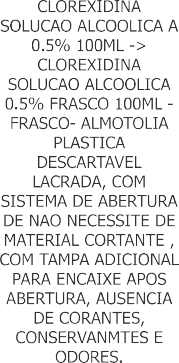 CLOREXIDINA
SOLUCAO ALCOOLICA A
0.5% 100ML ->
CLOREXIDINA
SOLUCAO ALCOOLICA
0.5% FRASCO 100ML -
FRASCO- ALMOTOLIA
PLASTICA
DESCARTAVEL
LACRADA, COM
SISTEMA DE ABERTURA
DE NAO NECESSITE DE
MATERIAL CORTANTE ,
COM TAMPA ADICIONAL
PARA ENCAIXE APOS
ABERTURA, AUSENCIA
DE CORANTES,
CONSERVANMTES E
ODORES.